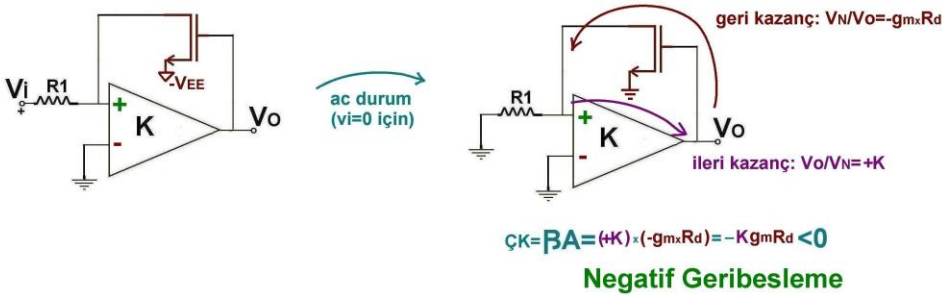 Vi
+
R1
+
-
K
-VEE
Vo
ac durum
(vi=0 için)
geri kazanç: VN/Vo=-gmxRd
R1
+
-
K
Vo
ileri kazanç: Vo/VN=+K
ÇK=βA=(+K)x(-gmxRd)=-KgmRd<0
Negatif Geribesleme